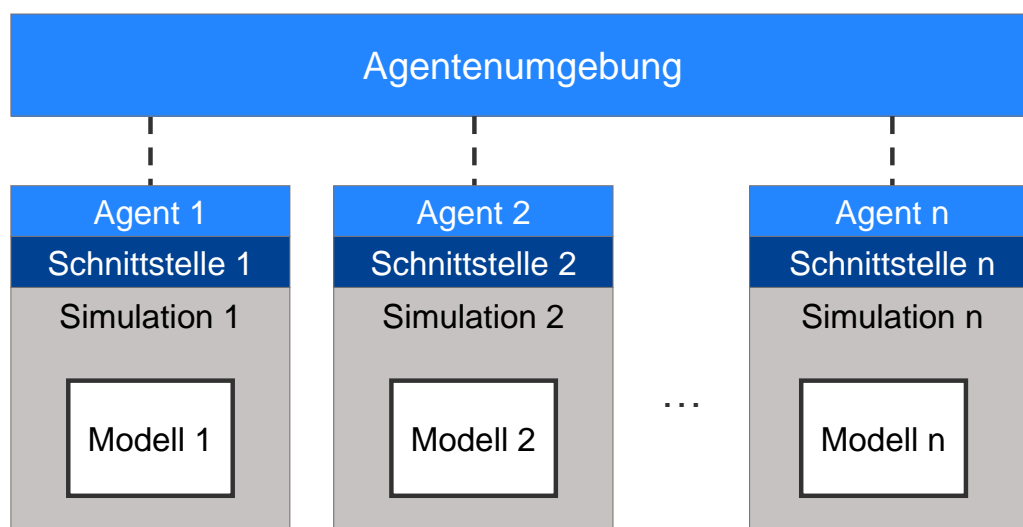 Agentenumgebung
Agent 1
Agent 2
Agent n
Schnittstelle 1
Schnittstelle 2
Schnittstelle n
Simulation 1
Simulation 2
Simulation n
Modell 1
Modell 2
...
Modell n